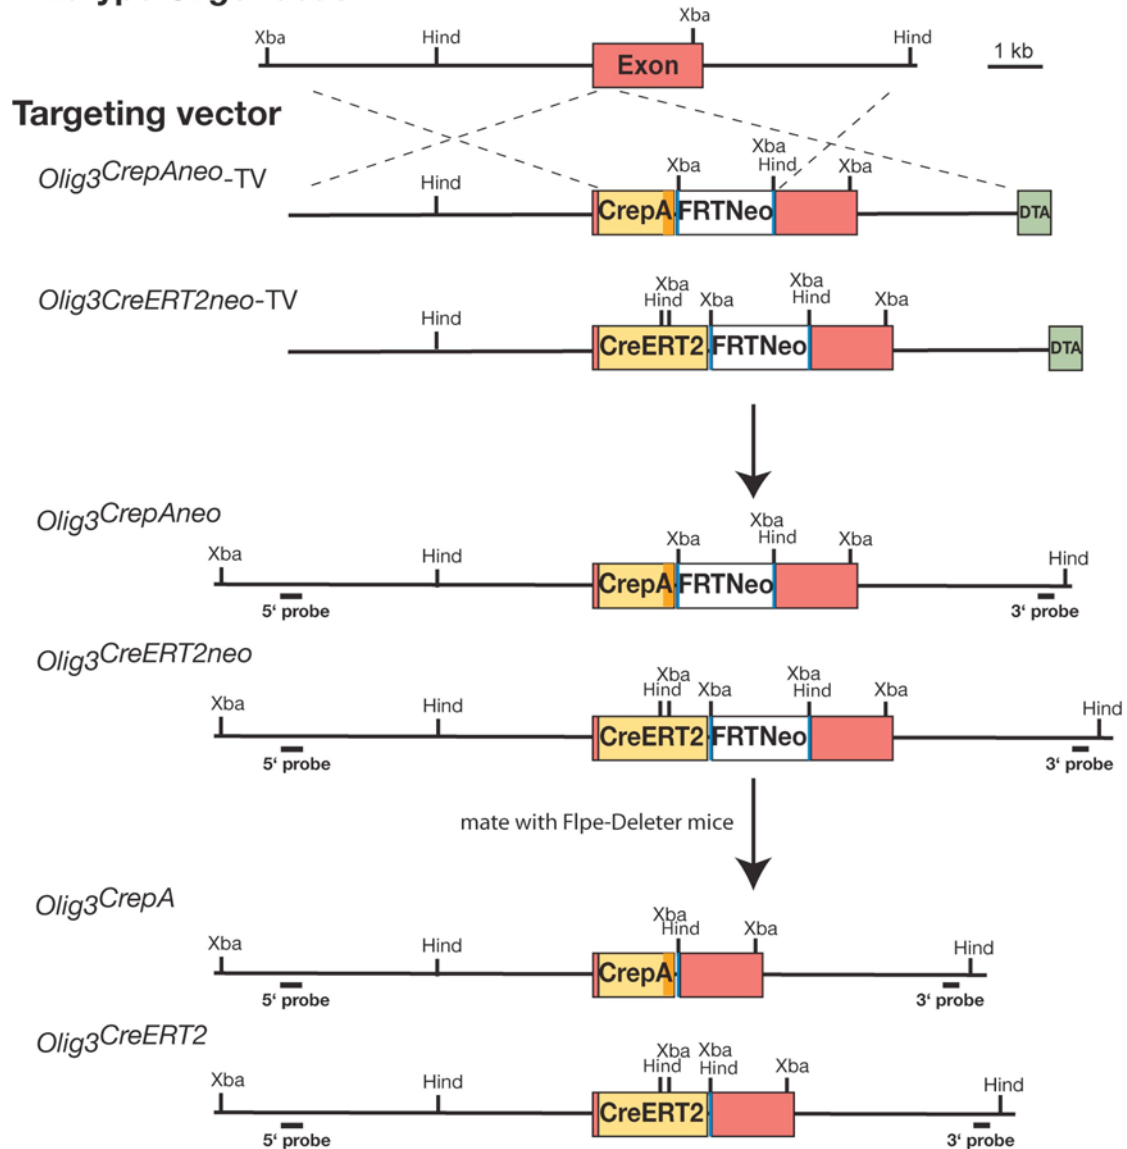 Xba Hind Xba Hind
Exon
1 kb
Targeting vector
Olig3CrepAneo-TV
Hind Xba Xba Hind Xba
CrepA FRTNeo DTA
Olig3CreERT2neo-TV
Hind Xba Hind Xba Xba Hind Xba
CreERT2 FRTNeo DTA
Olig3CrepAneo
Xba Hind Xba Xba Hind Xba Hind
CrepA FRTNeo
5‘ probe 3‘ probe
Olig3CreERT2neo
Xba Hind Xba Hind Xba Xba Hind Xba Hind
CreERT2 FRTNeo
5‘ probe 3‘ probe
mate with Flpe-Deleter mice
Olig3CrepA
Xba Hind Xba Hind Xba Hind
CrepA
5‘ probe 3‘ probe
Olig3CreERT2
Xba Hind Xba Hind Xba Hind Xba Hind
CreERT2
5‘ probe 3‘ probe